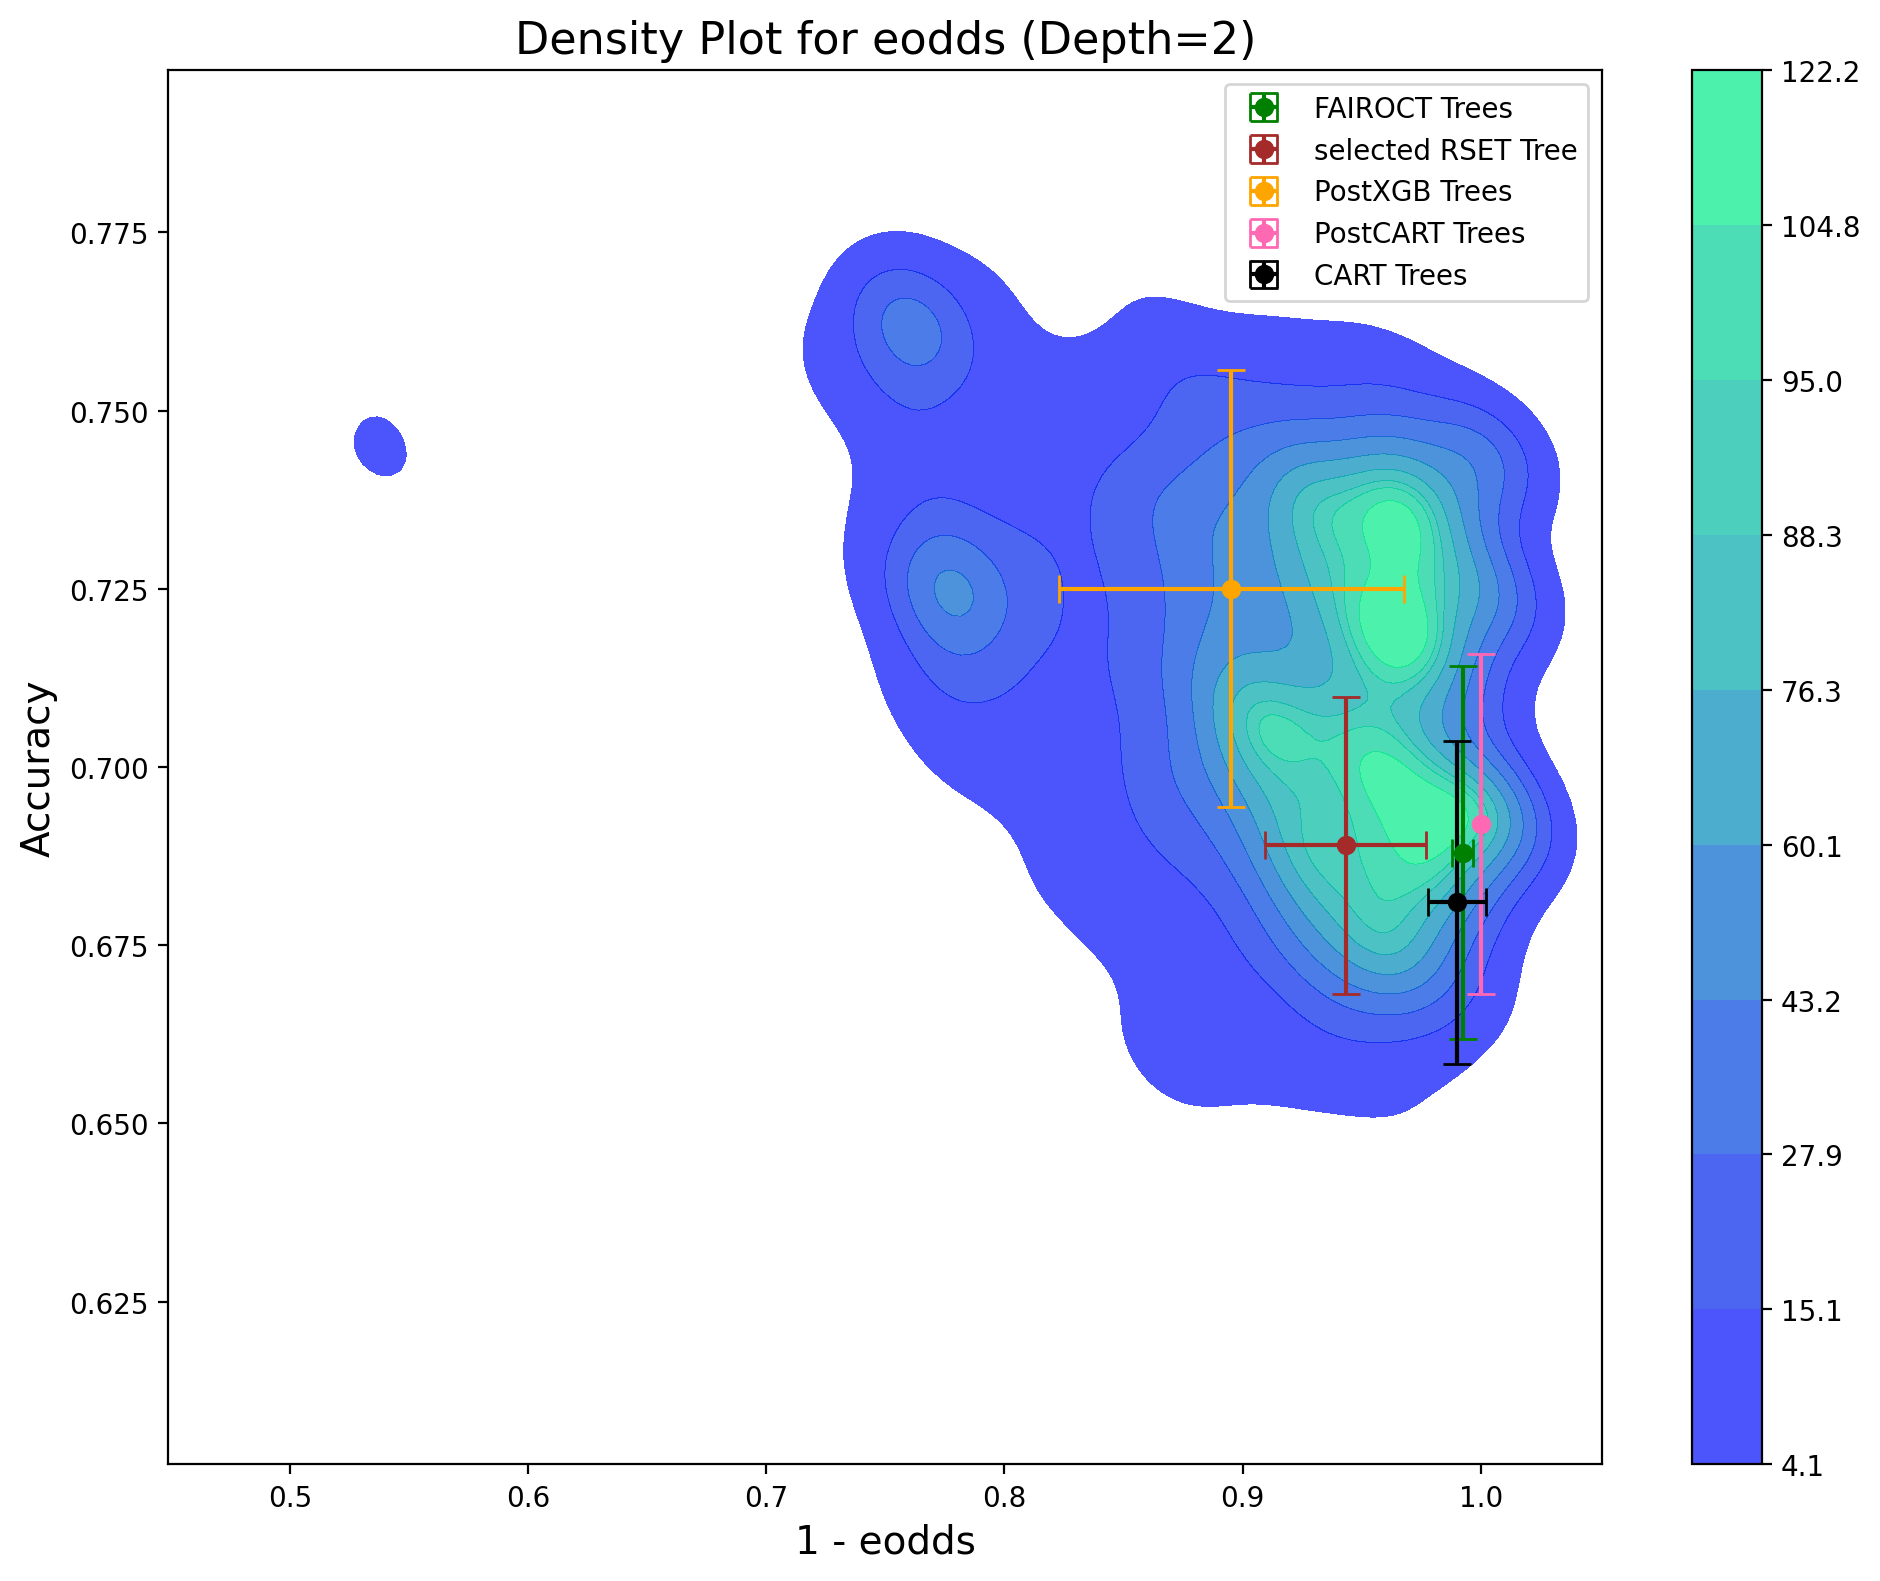 Density Plot for eodds (Depth=2)
FAIROCT Trees
selected RSET Tree
PostXGB Trees
PostCART Trees
CART Trees
Accuracy
0.775
0.750
0.725
0.700
0.675
0.650
0.625
0.5 0.6 0.7 0.8 0.9 1.0
1 - eodds
122.2
104.8
95.0
88.3
76.3
60.1
43.2
27.9
15.1
4.1